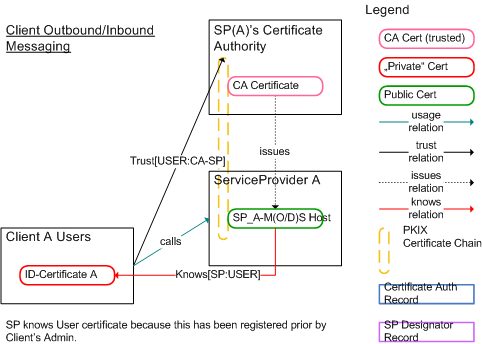 Client Outbound/Inbound
Messaging
SP(A)'s Certificate
Authority
CA Certificate
Trust[USER:CA-SP]
issues
ServiceProvider A
SP_A-M(O/D)S Host
calls
Client A Users
ID-Certificate A
Knows[SP:USER]
SP knows User certificate because this has been registered prior by
Client's Admin.
Legend
CA Cert (trusted)
„Private" Cert
Public Cert
usage
relation
trust
relation
issues
relation
knows
relation
PKIX
Certificate Chain
Certificate Auth
Record
SP Designator
Record